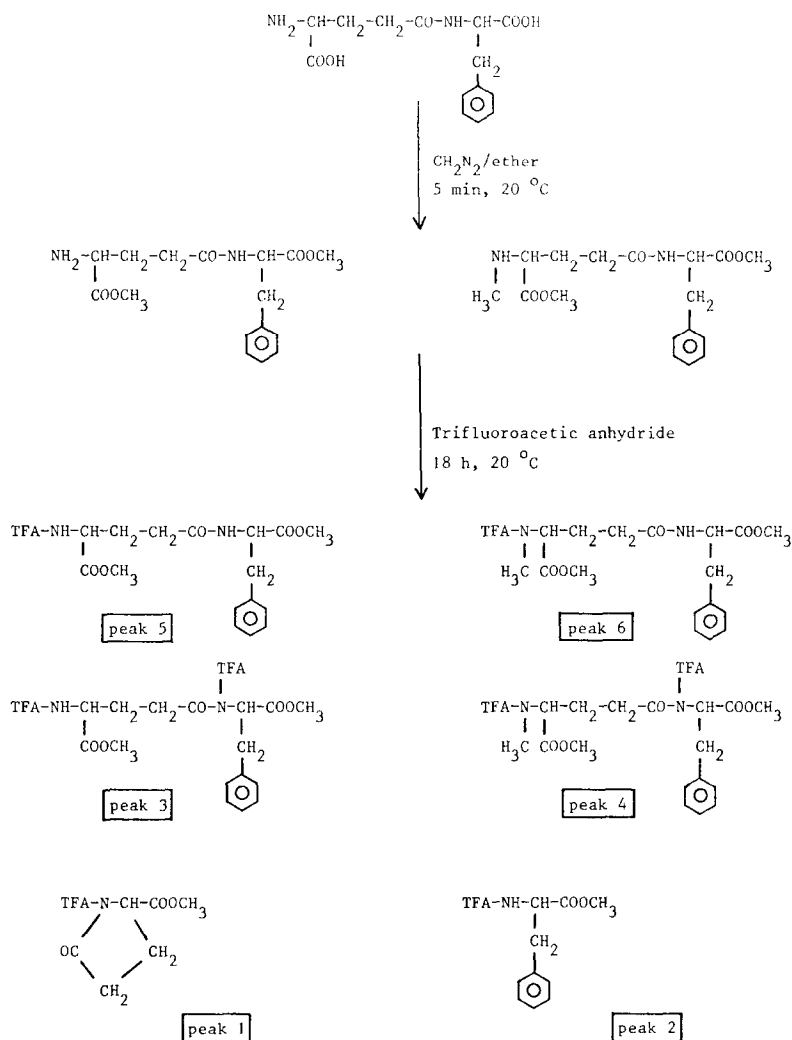 NH2-CH-CH2-CH2-CO-NH-CH-COOH
COOH CH2
CH2N2/ether
5 min, 20 °C
NH2-CH-CH2-CH2-CO-NH-CH-COOCH3 NH-CH-CH2-CH2-CO-NH-CH-COOCH3
COOCH3 CH2 H3C COOCH3 CH2
Trifluoroacetic anhydride
18 h, 20 °C
TFA-NH-CH-CH2-CH2-CO-NH-CH-COOCH3 TFA-N-CH-CH2-CH2-CO-NH-CH-COOCH3
COOCH3 CH2 H3C COOCH3 CH2
peak 5 peak 6
TFA TFA
TFA-NH-CH-CH2-CH2-CO-N-CH-COOCH3 TFA-N-CH-CH2-CH2-CO-N-CH-COOCH3
COOCH3 CH2 H3C COOCH3 CH2
peak 3 peak 4
TFA-N-CH-COOCH3 TFA-NH-CH-COOCH3
OC CH2 CH2
CH2
peak 1 peak 2